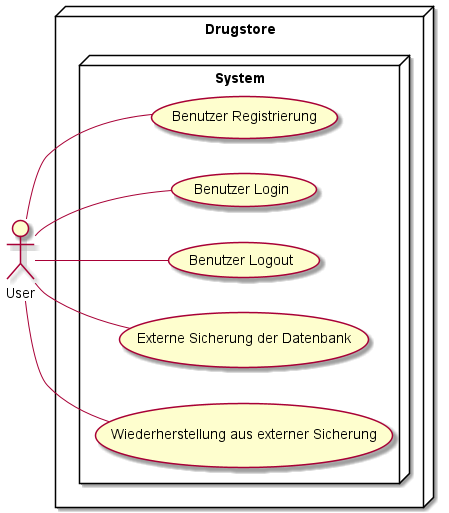 Drugstore
System
Benutzer Registrierung
Benutzer Login
Benutzer Logout
User
Externe Sicherung der Datenbank
Wiederherstellung aus externer Sicherung